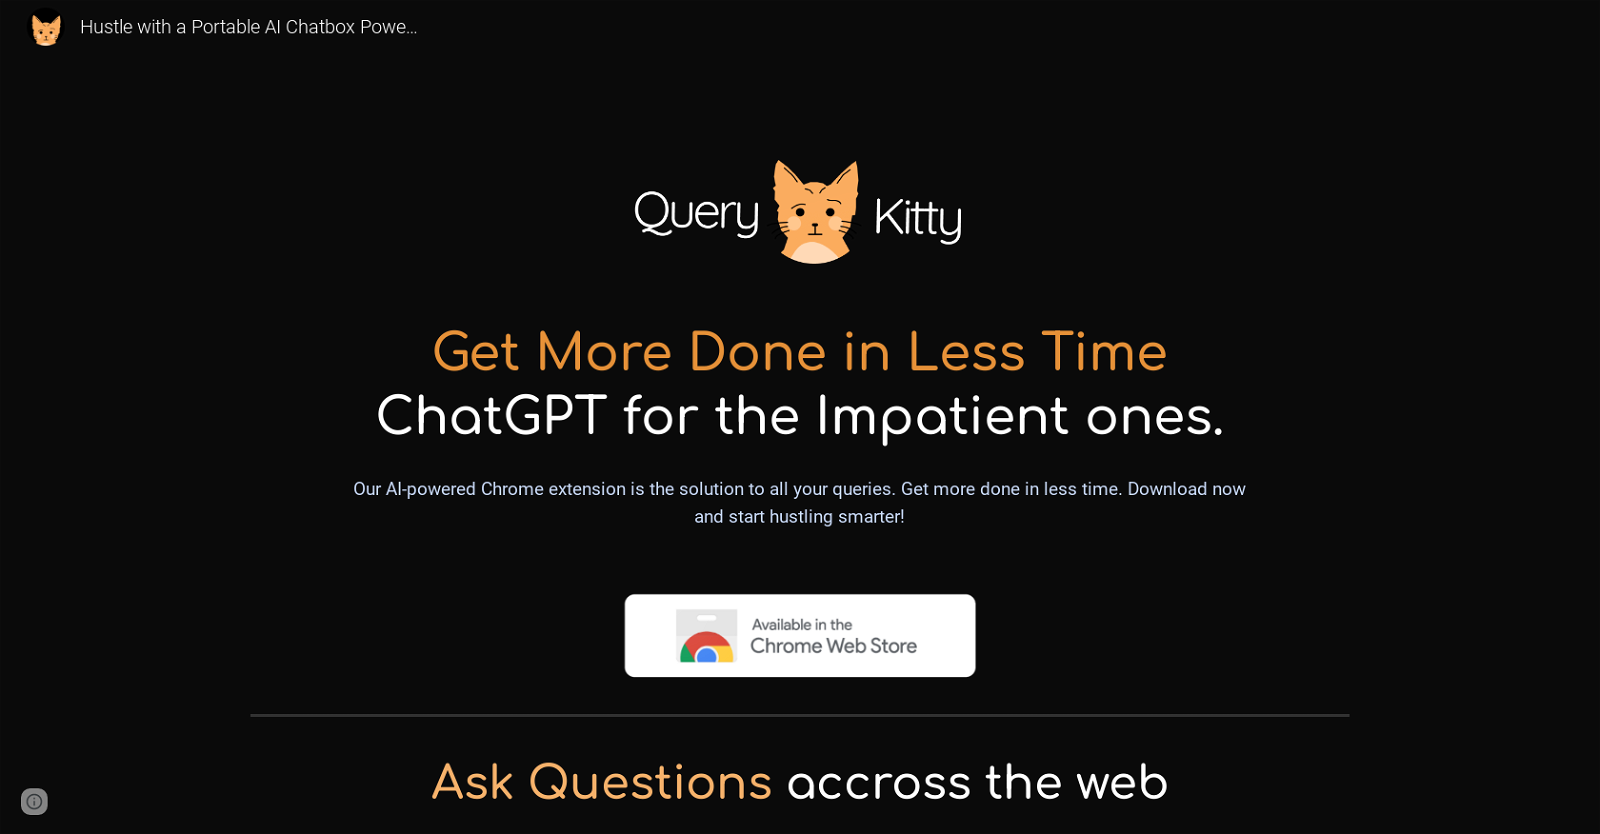 Hustle with a Portable AI Chatbox Powe...
Query Kitty
Get More Done in Less Time
ChatGPT for the Impatient ones.
Our AI-powered Chrome extension is the solution to all your queries. Get more done in less time. Download now
and start hustling smarter!
Available in the
Chrome Web Store
Ask Questions accross the web